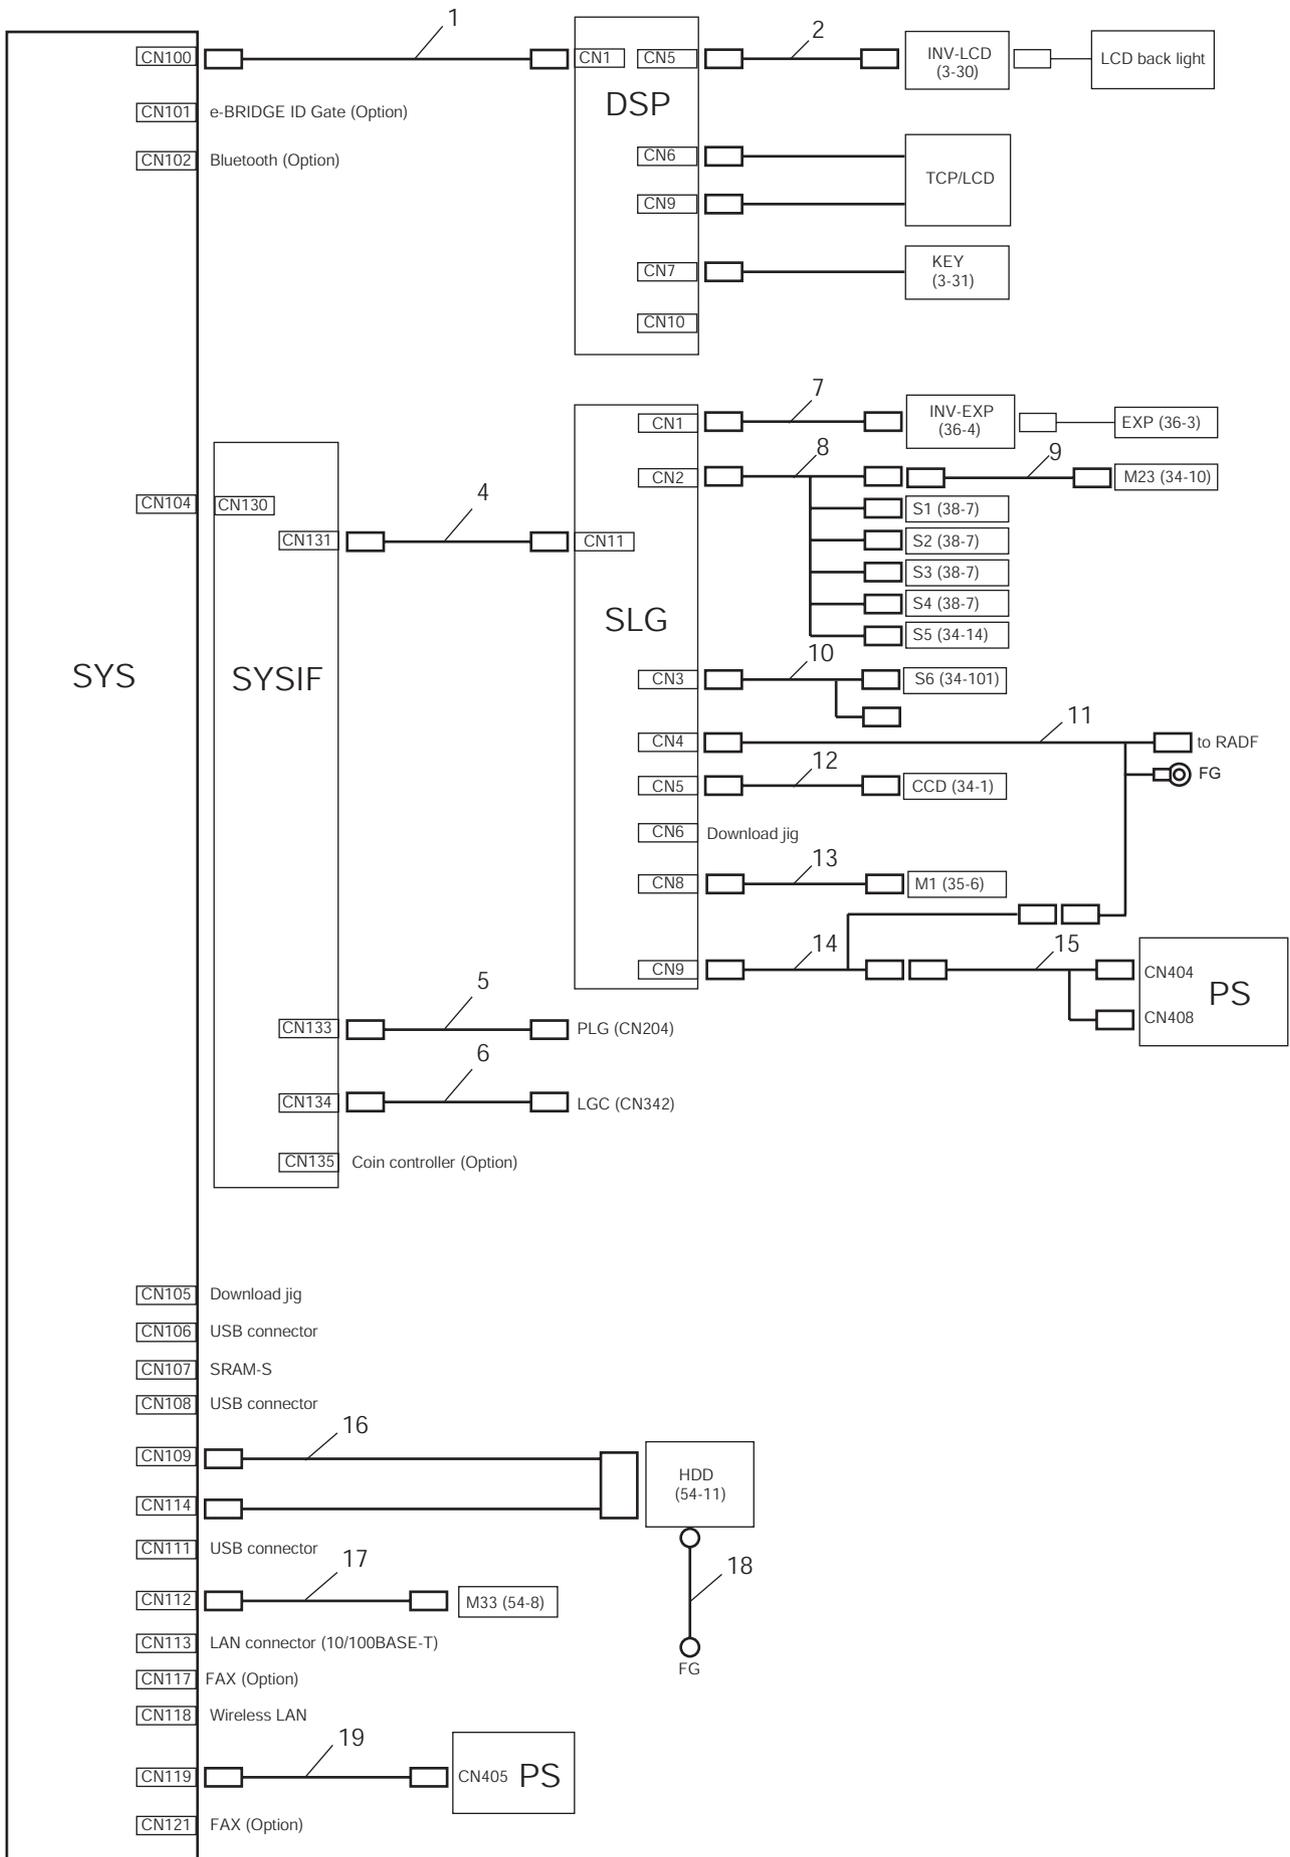 1
2
CN100
CN1
CN5
INV-LCD
(3-30)
LCD back light
DSP
CN101
e-BRIDGE ID Gate (Option)
CN102
Bluetooth (Option)
CN6
TCP/LCD
CN9
CN7
KEY
(3-31)
CN10
7
CN1
INV-EXP
(36-4)
EXP (36-3)
8
9
CN2
M23 (34-10)
CN104
CN130
4
S1 (38-7)
CN131
CN11
S2 (38-7)
S3 (38-7)
S4 (38-7)
SLG
S5 (34-14)
10
SYS
SYSIF
CN3
S6 (34-101)
11
CN4
to RADF
12
FG
CN5
CCD (34-1)
CN6
Download jig
13
CN8
M1 (35-6)
14
15
CN9
CN404
PS
CN408
5
CN133
PLG (CN204)
6
CN134
LGC (CN342)
CN135
Coin controller (Option)
CN105
Download jig
CN106
USB connector
CN107
SRAM-S
CN108
USB connector
16
CN109
HDD
(54-11)
CN114
CN111
USB connector
17
18
CN112
M33 (54-8)
CN113
LAN connector (10/100BASE-T)
FG
CN117
FAX (Option)
CN118
Wireless LAN
19
CN119
CN405
PS
CN121
FAX (Option)